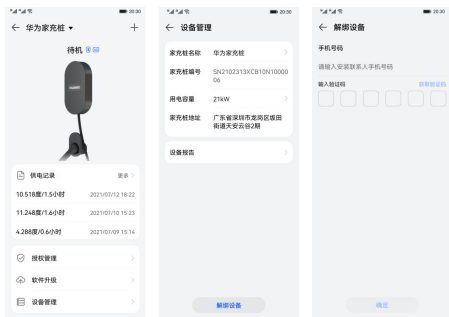 20:30
华为家充桩
待机
HUAWEI
供电记录
更多
10.518度/1.5小时 2021/07/12 18:22
11.248度/1.6小时 2021/07/10 15:23
4.288度/0.6小时 2021/07/09 15:14
授权管理
软件升级
设备管理
20:30
设备管理
家充桩名称 华为家充桩
家充桩编号 SN2102313XCB10N10000
06
用电容量 21kW
家充桩地址 广东省深圳市龙岗区坂田
街道天安云谷2期
设备报告
解绑设备
20:30
解绑设备
手机号码
请输入安装联系人手机号码
输入验证码 获取验证码
确定